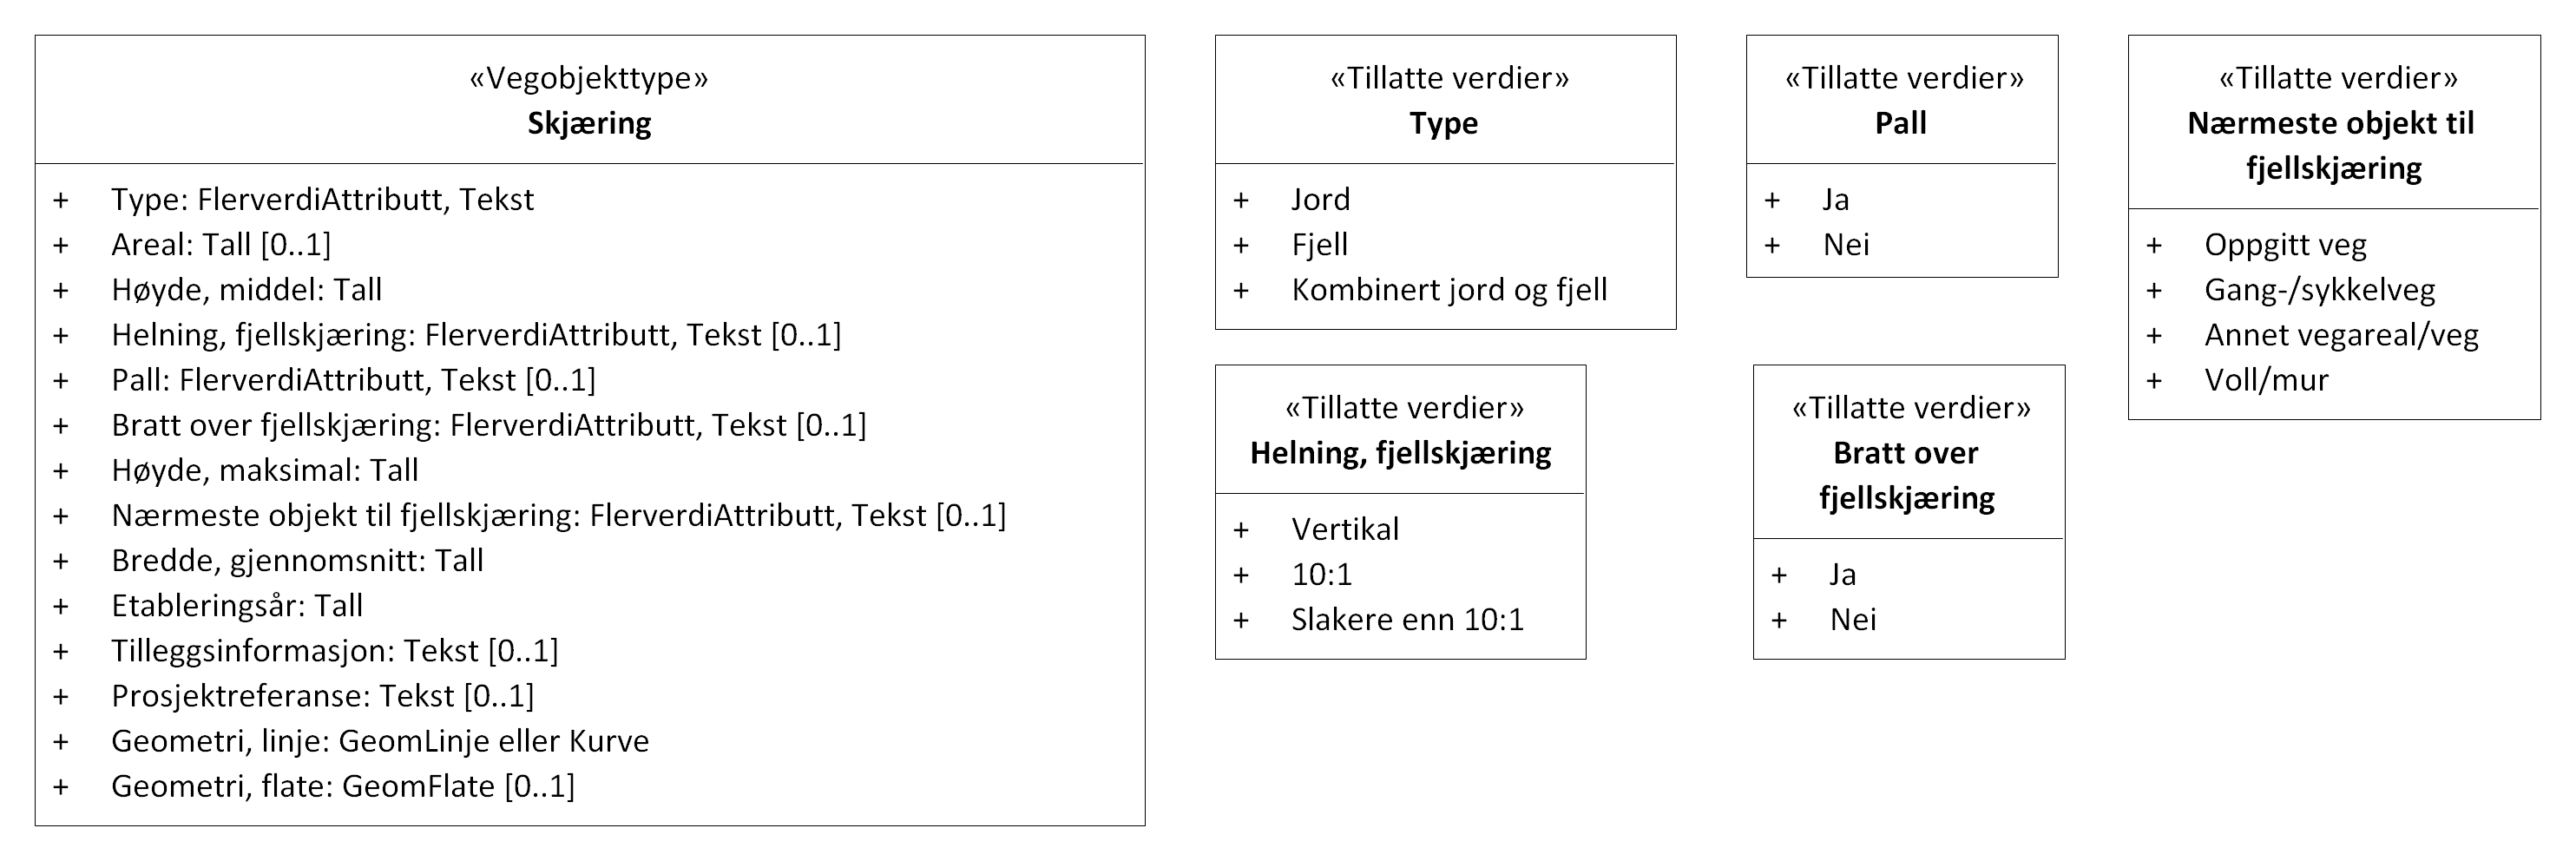 «Vegobjekttype»
Skjæring
+ Type: FlerverdiAttributt, Tekst
+ Areal: Tall [0..1]
+ Høyde, middel: Tall
+ Helning, fjellskjæring: FlerverdiAttributt, Tekst [0..1]
+ Pall: FlerverdiAttributt, Tekst [0..1]
+ Bratt over fjellskjæring: FlerverdiAttributt, Tekst [0..1]
+ Høyde, maksimal: Tall
+ Nærmeste objekt til fjellskjæring: FlerverdiAttributt, Tekst [0..1]
+ Bredde, gjennomsnitt: Tall
+ Etableringsår: Tall
+ Tilleggsinformasjon: Tekst [0..1]
+ Prosjektreferanse: Tekst [0..1]
+ Geometri, linje: GeomLinje eller Kurve
+ Geometri, flate: GeomFlate [0..1]
«Tillatte verdier»
Type
+ Jord
+ Fjell
+ Kombinert jord og fjell
«Tillatte verdier»
Pall
+ Ja
+ Nei
«Tillatte verdier»
Nærmeste objekt til
fjellskjæring
+ Oppgitt veg
+ Gang-/sykkelveg
+ Annet vegareal/veg
+ Voll/mur
«Tillatte verdier»
Helning, fjellskjæring
+ Vertikal
+ 10:1
+ Slakere enn 10:1
«Tillatte verdier»
Bratt over
fjellskjæring
+ Ja
+ Nei